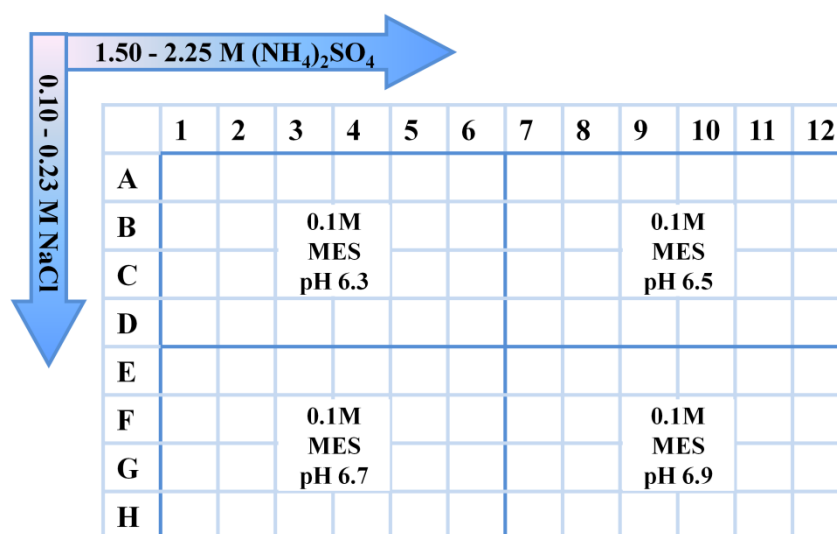 1.50 - 2.25 M (NH₄)₂SO₄
0.10 - 0.23 M NaCl
1 2 3 4 5 6 7 8 9 10 11 12
A
B
C
D
0.1M
MES
pH 6.3
0.1M
MES
pH 6.5
E
F
G
H
0.1M
MES
pH 6.7
0.1M
MES
pH 6.9